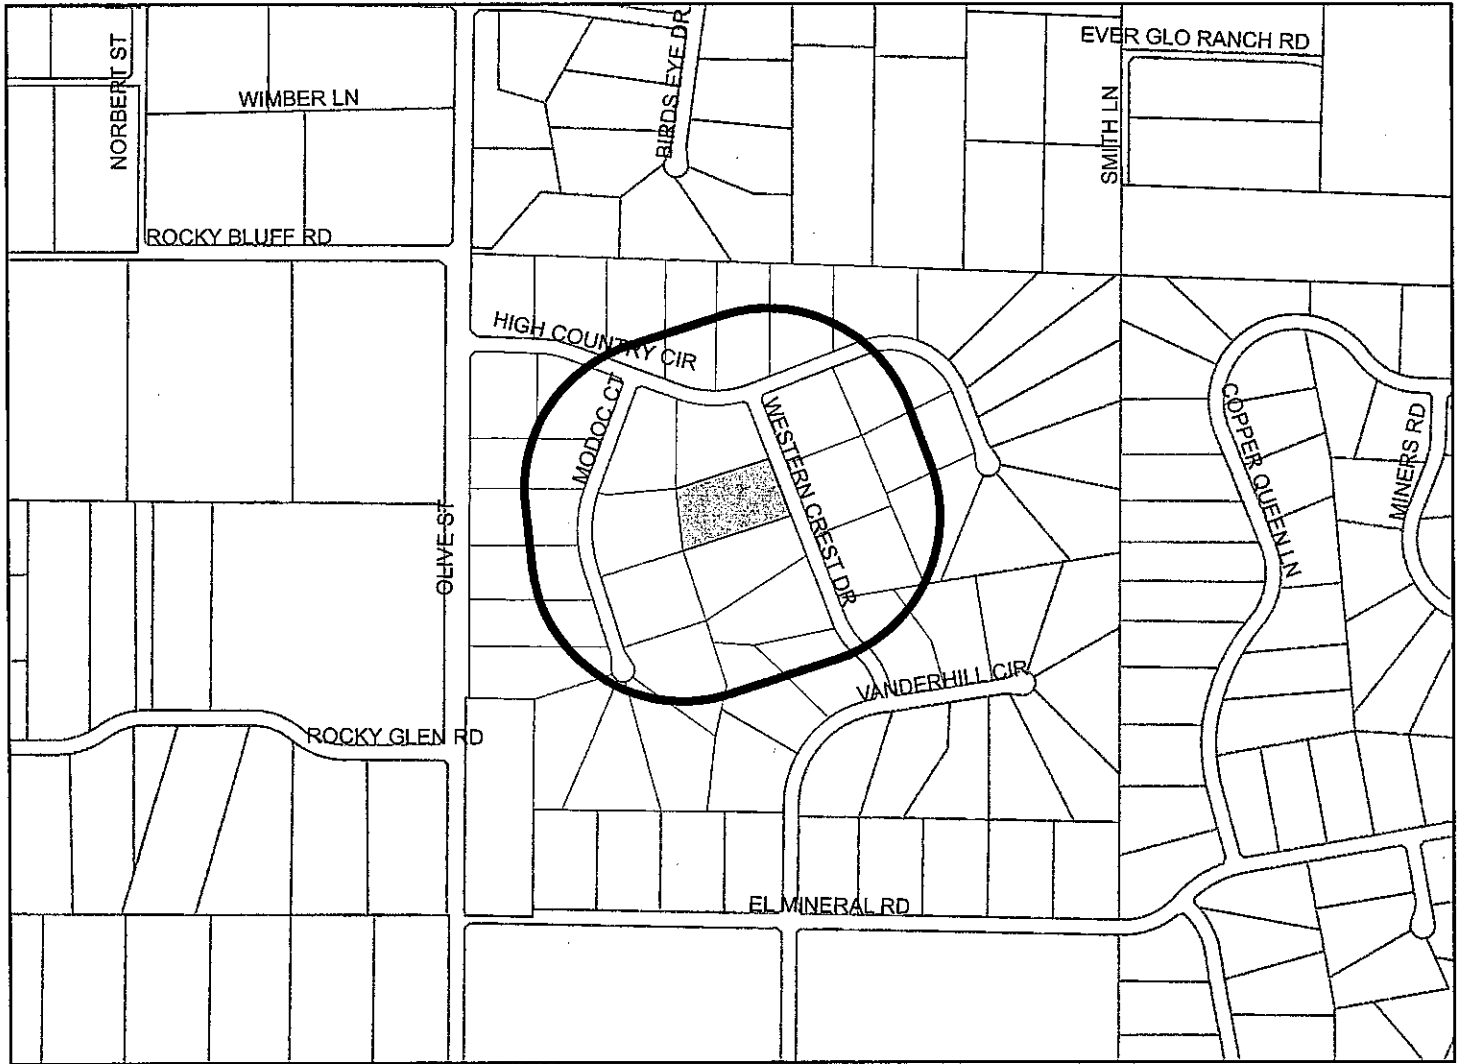 EVER GLO RANCH RD
NORBERT ST
BIRDS EYE DR
WIMBER LN
SMITH LN
ROCKY BLUFF RD
HIGH COUNTRY CIR
MODOC CT
WESTERN CREST DR
COPPER QUEEN LN
MINERS RD
OLIVE ST
VANDERHILL CIR
ROCKY GLEN RD
EL MINERAL RD